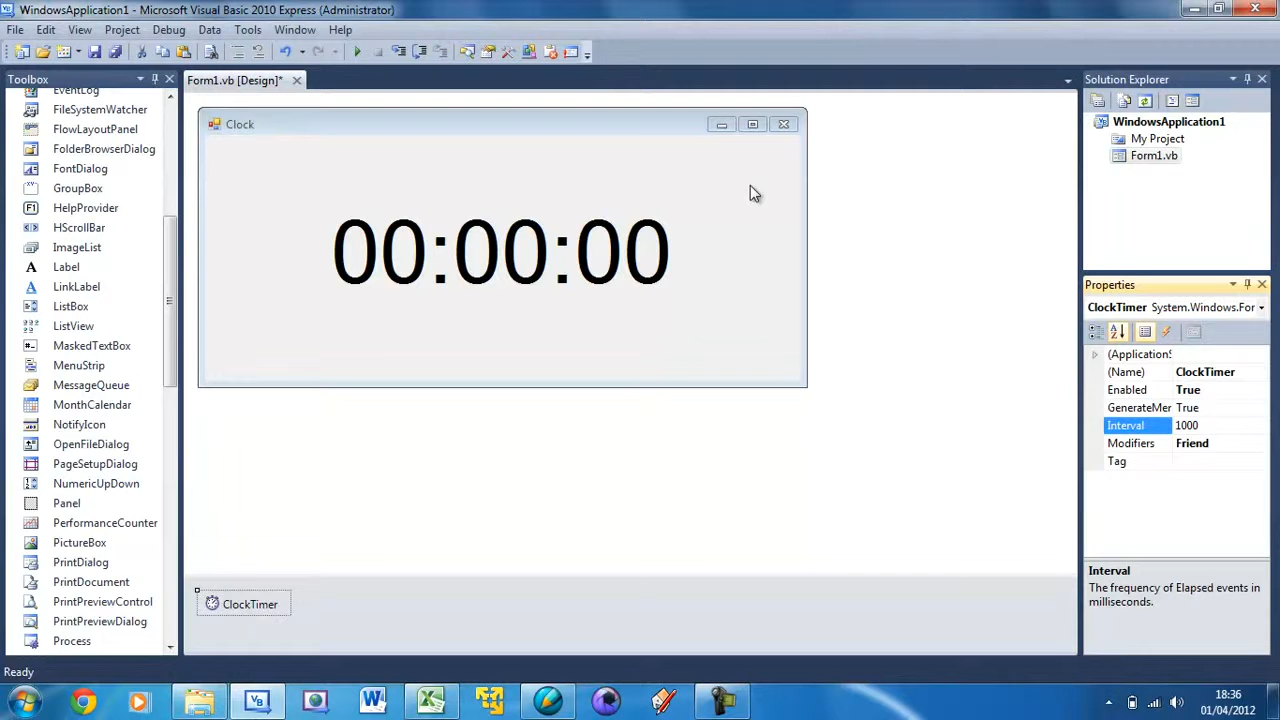 WindowsApplication1 - Microsoft Visual Basic 2010 Express (Administrator)
File Edit View Project Debug Data Tools Window Help
Toolbox
EventLog
FileSystemWatcher
FlowLayoutPanel
FolderBrowserDialog
FontDialog
GroupBox
HelpProvider
HScrollBar
ImageList
Label
LinkLabel
ListBox
ListView
MaskedTextBox
MenuStrip
MessageQueue
MonthCalendar
NotifyIcon
OpenFileDialog
PageSetupDialog
NumericUpDown
Panel
PerformanceCounter
PictureBox
PrintDialog
PrintDocument
PrintPreviewControl
PrintPreviewDialog
Process
Form1.vb [Design]*
Clock
00:00:00
ClockTimer
Solution Explorer
WindowsApplication1
My Project
Form1.vb
Properties
ClockTimer System.Windows.For
(Application
(Name) ClockTimer
Enabled True
GenerateMer True
Interval 1000
Modifiers Friend
Tag
Interval
The frequency of Elapsed events in
milliseconds.
Ready
18:36
01/04/2012